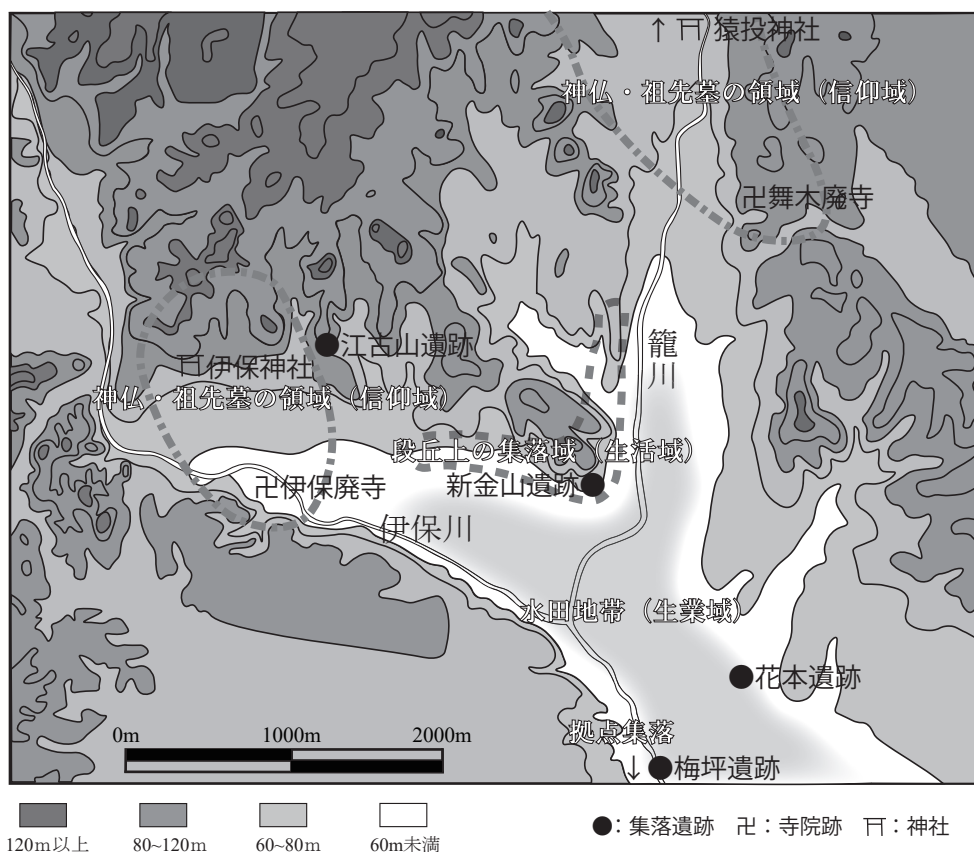 ↑⛩猿投神社
神仏・祖先墓の領域（信仰域）
卍舞木廃寺
籠川
江古山遺跡
⛩伊保神社
神仏・祖先墓の領域（信仰域）
段丘上の集落域（生活域）
新金山遺跡
卍伊保廃寺
伊保川
水田地帯（生業域）
花本遺跡
拠点集落
↓●梅坪遺跡
0m 1000m 2000m
120m以上 80~120m 60~80m 60m未満
●：集落遺跡 卍：寺院跡 ⛩：神社